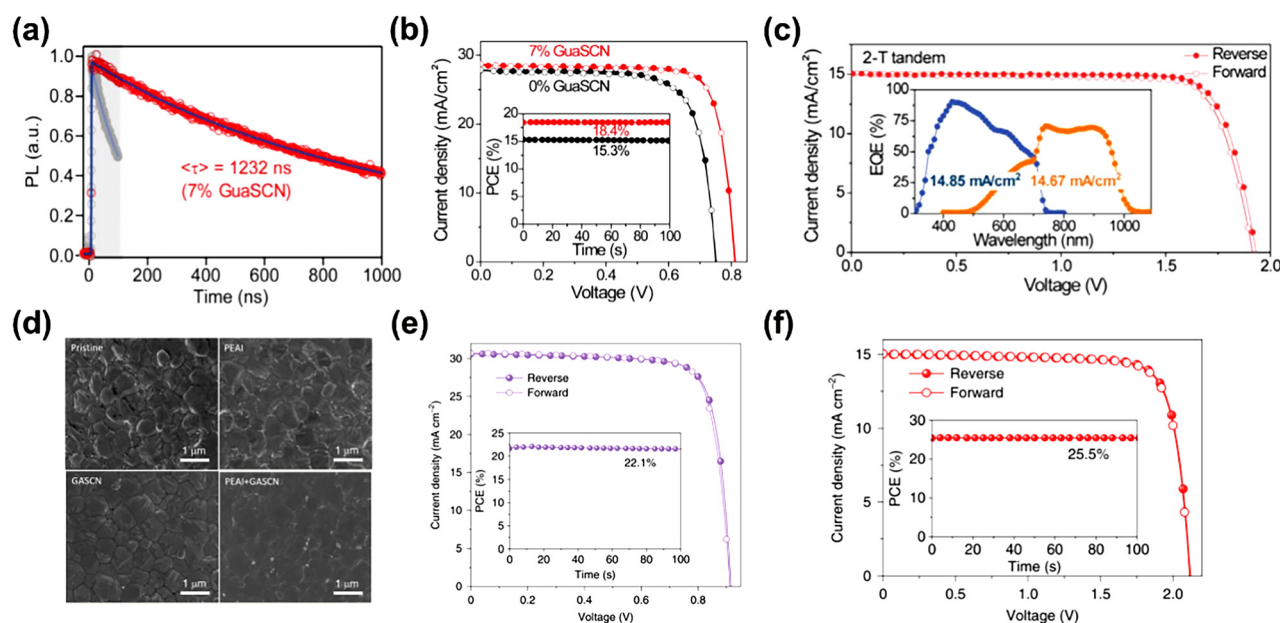 (a)
PL (a.u.)
1.0
0.8
0.6
0.4
0.2
0.0
<τ> = 1232 ns
(7% GuaSCN)
0 200 400 600 800 1000
Time (ns)
(b)
Current density (mA/cm²)
30
20
10
0
7% GuaSCN
0% GuaSCN
PCE (%)
20
15
10
5
0
18.4%
15.3%
0 20 40 60 80 100
Time (s)
0.0 0.2 0.4 0.6 0.8
Voltage (V)
(c)
Current density (mA/cm²)
15
10
5
0
2-T tandem
Reverse
Forward
EQE (%)
100
75
50
25
0
14.85 mA/cm² 14.67 mA/cm²
400 600 800 1000
Wavelength (nm)
0.0 0.5 1.0 1.5 2.0
Voltage (V)
(d)
Pristine
1 μm
PEAI
1 μm
GASCN
1 μm
PEAI+GASCN
1 μm
(e)
Current density (mA cm⁻²)
30
25
20
15
10
5
0
Reverse
Forward
PCE (%)
25
20
15
10
5
0
22.1%
0 20 40 60 80 100
Time (s)
0 0.2 0.4 0.6 0.8
Voltage (V)
(f)
Current density (mA cm⁻²)
15
10
5
0
Reverse
Forward
PCE (%)
30
25
20
15
10
5
0
25.5%
0 20 40 60 80 100
Time (s)
0 0.5 1.0 1.5 2.0
Voltage (V)